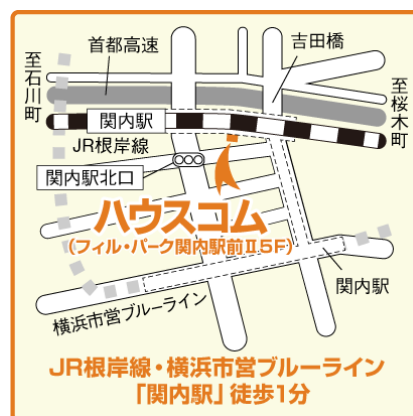 首都高速
吉田橋
至石川町
至桜木町
関内駅
JR根岸線
関内駅北口
ハウスコム
(フィル・パーク関内駅前Ⅱ5F)
関内駅
横浜市営ブルーライン
JR根岸線・横浜市営ブルーライン
「関内駅」徒歩1分